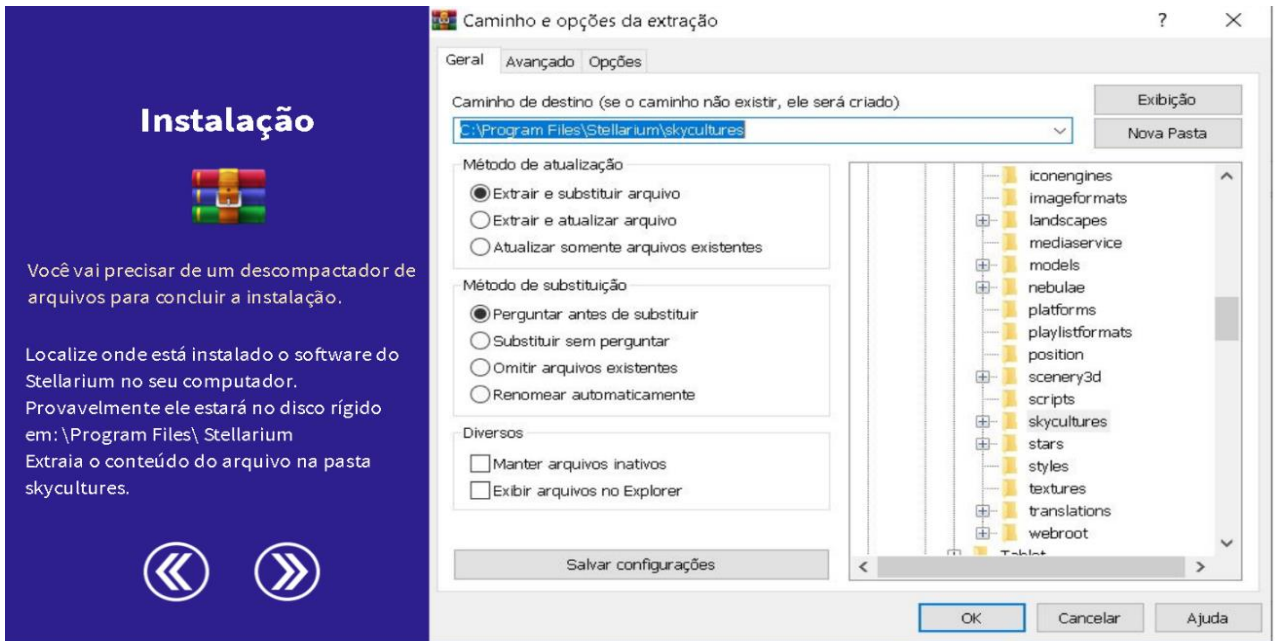 Instalação
Você vai precisar de um descompactador de
arquivos para concluir a instalação.
Localize onde está instalado o software do
Stellarium no seu computador.
Provavelmente ele estará no disco rígido
em: \Program Files\ Stellarium
Extraia o conteúdo do arquivo na pasta
skycultures.
Caminho e opções da extração
?
Geral Avançado Opções
Caminho de destino (se o caminho não existir, ele será criado)
Exibição
C:\Program Files\Stellarium\skycultures
Nova Pasta
Método de atualização
Extrair e substituir arquivo
Extrair e atualizar arquivo
Atualizar somente arquivos existentes
Método de substituição
Perguntar antes de substituir
Substituir sem perguntar
Omitir arquivos existentes
Renomear automaticamente
Diversos
Manter arquivos inativos
Exibir arquivos no Explorer
Salvar configurações
iconengines
imageformats
landscapes
mediaservice
models
nebulae
platforms
playlistformats
position
scenery3d
scripts
skycultures
stars
styles
textures
translations
webroot
Tablet
OK
Cancelar
Ajuda